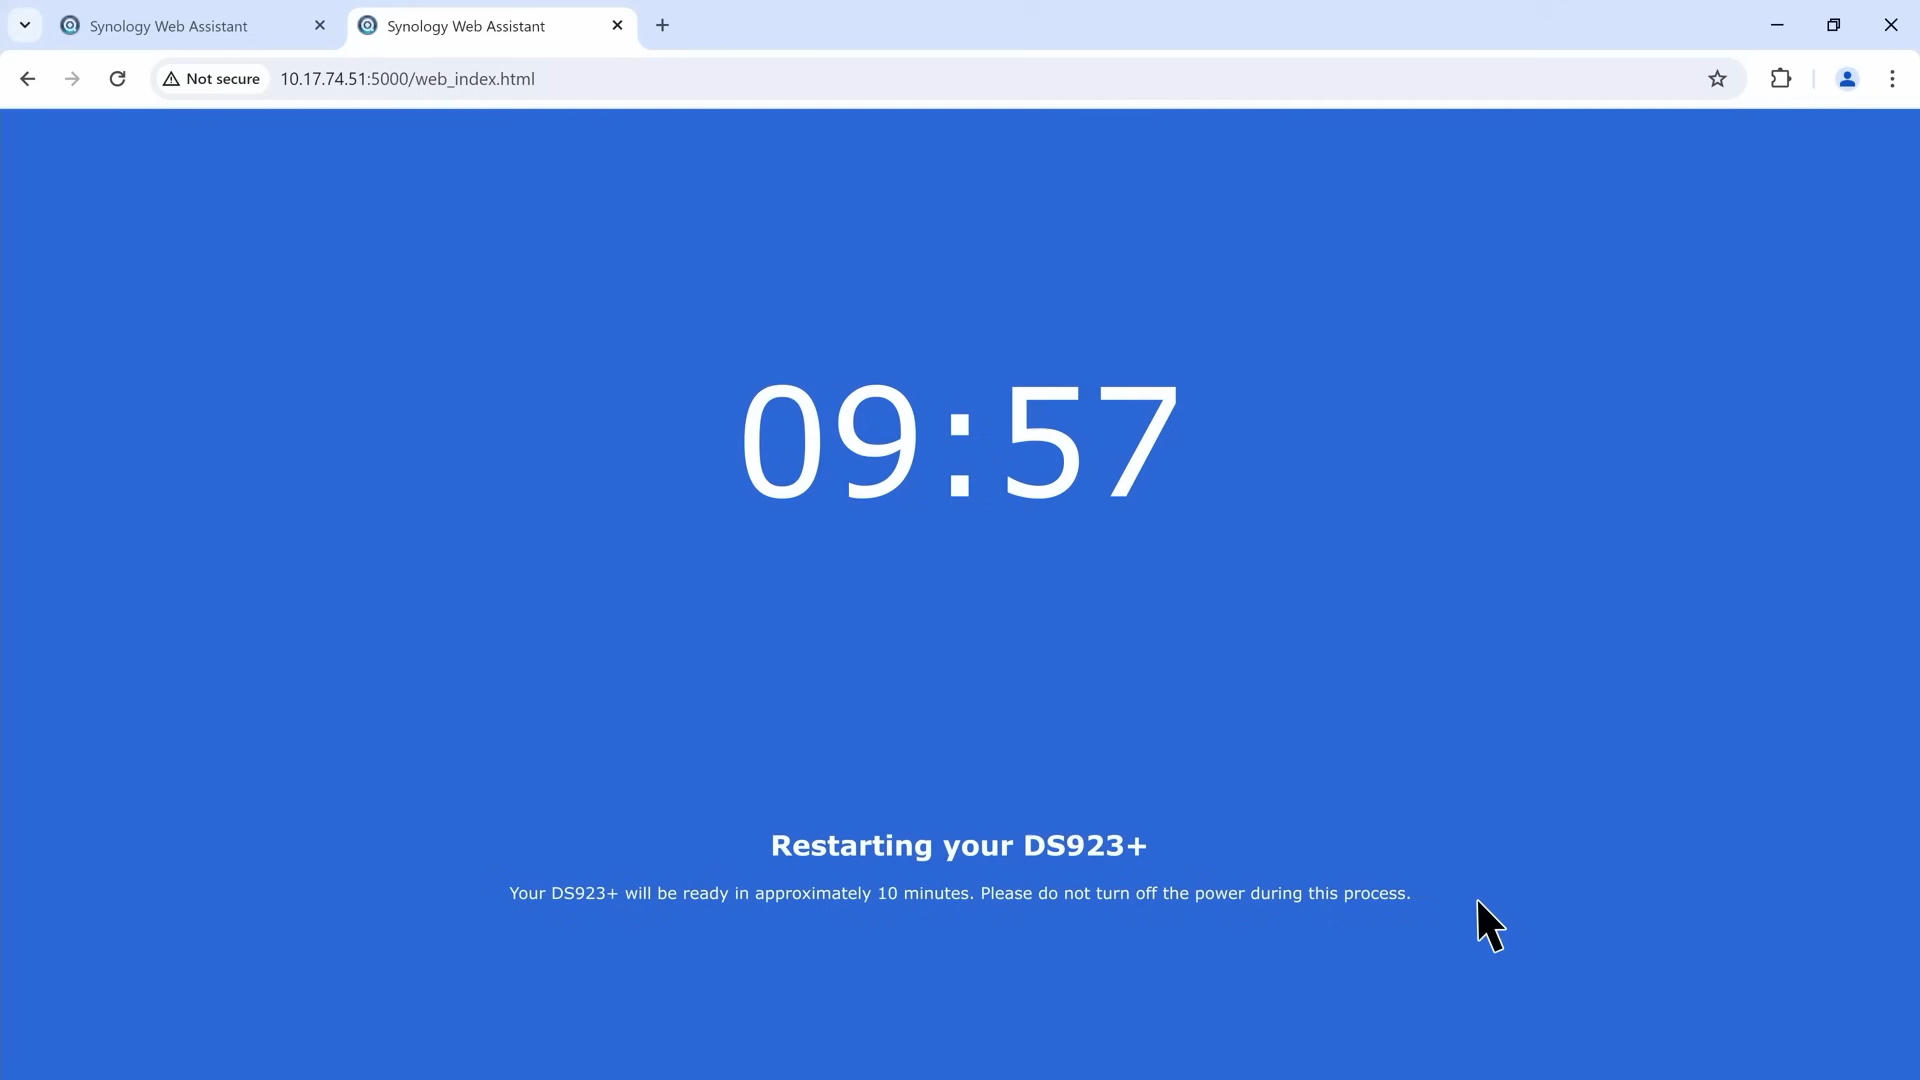 Synology Web Assistant
Synology Web Assistant
Not secure
10.17.74.51:5000/web_index.html
09:57
Restarting your DS923+
Your DS923+ will be ready in approximately 10 minutes. Please do not turn off the power during this process.